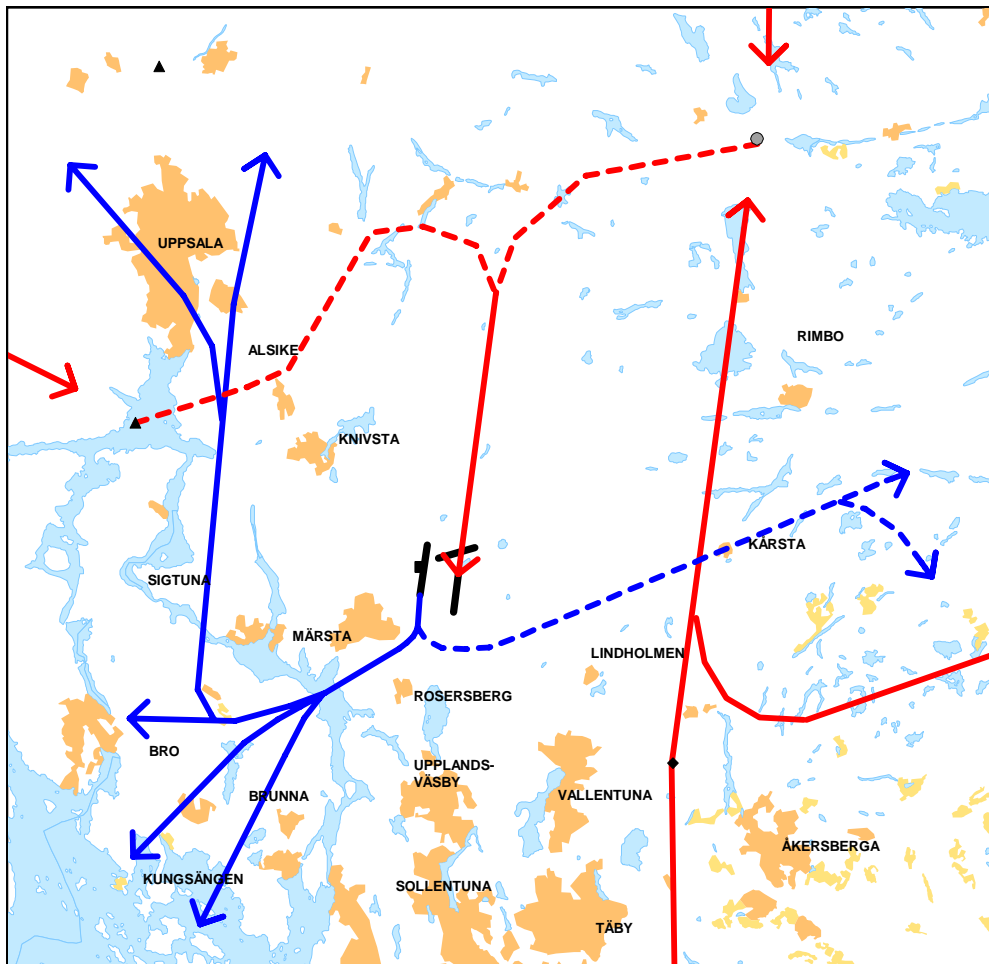 UPPSALA
RIMBO
ALSIKE
KNIVSTA
KÅRSTA
SIGTUNA
MÄRSTA
LINDHOLMEN
ROSERSBERG
BRO
UPPLANDS-
VÄSBY
BRUNNA
VALLENTUNA
ÅKERSBERGA
KUNGSÄNGEN
SOLLENTUNA
TÄBY